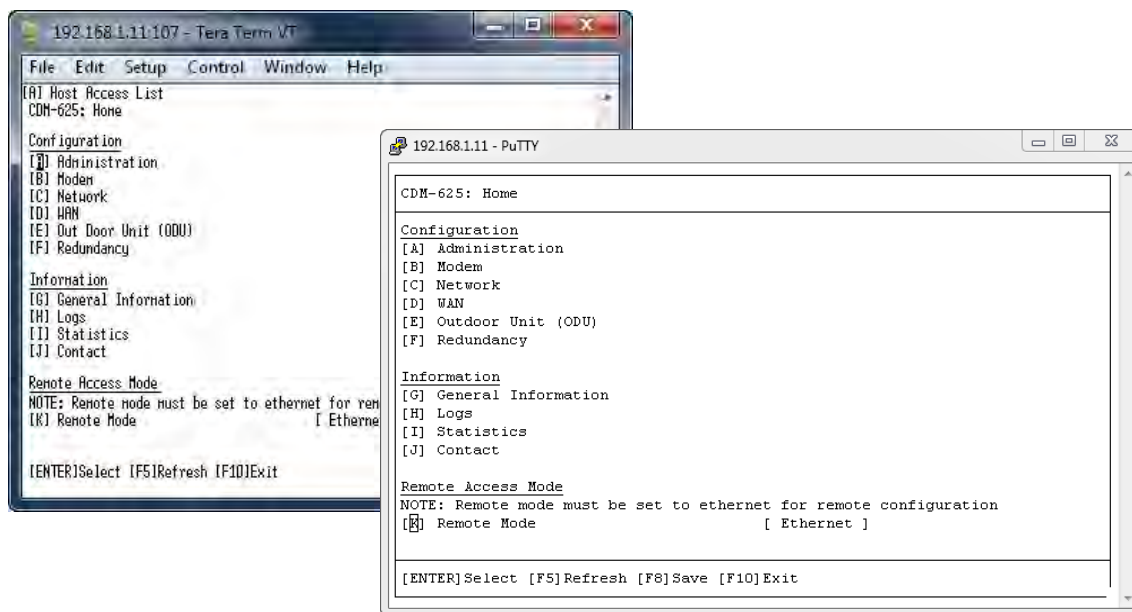 192.168.1.11:107 - Tera Term VT
File Edit Setup Control Window Help
[A] Host Access List
CDM-625: Home
Configuration
[A] Administration
[B] Modem
[C] Network
[D] WAN
[E] Out Door Unit (ODU)
[F] Redundancy
Information
[G] General Information
[H] Logs
[I] Statistics
[J] Contact
Remote Access Mode
NOTE: Remote mode must be set to ethernet for rem
[K] Remote Mode [ Etherne
[ENTER]Select [F5]Refresh [F10]Exit
192.168.1.11 - PuTTY
CDM-625: Home
Configuration
[A] Administration
[B] Modem
[C] Network
[D] WAN
[E] Outdoor Unit (ODU)
[F] Redundancy
Information
[G] General Information
[H] Logs
[I] Statistics
[J] Contact
Remote Access Mode
NOTE: Remote mode must be set to ethernet for remote configuration
[K] Remote Mode [ Ethernet ]
[ENTER]Select [F5]Refresh [F8]Save [F10]Exit